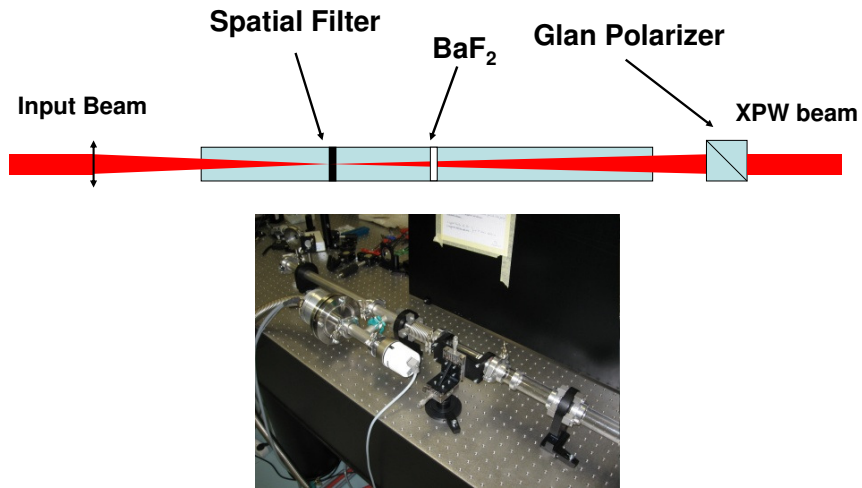 Spatial Filter
BaF₂
Glan Polarizer
Input Beam
XPW beam